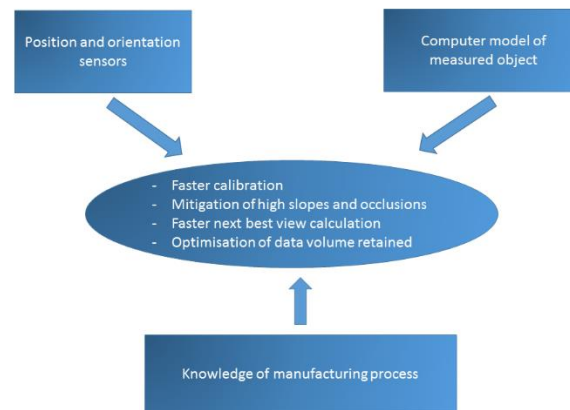 Position and orientation
sensors
Computer model of
measured object
- Faster calibration
- Mitigation of high slopes and occlusions
- Faster next best view calculation
- Optimisation of data volume retained
Knowledge of manufacturing process